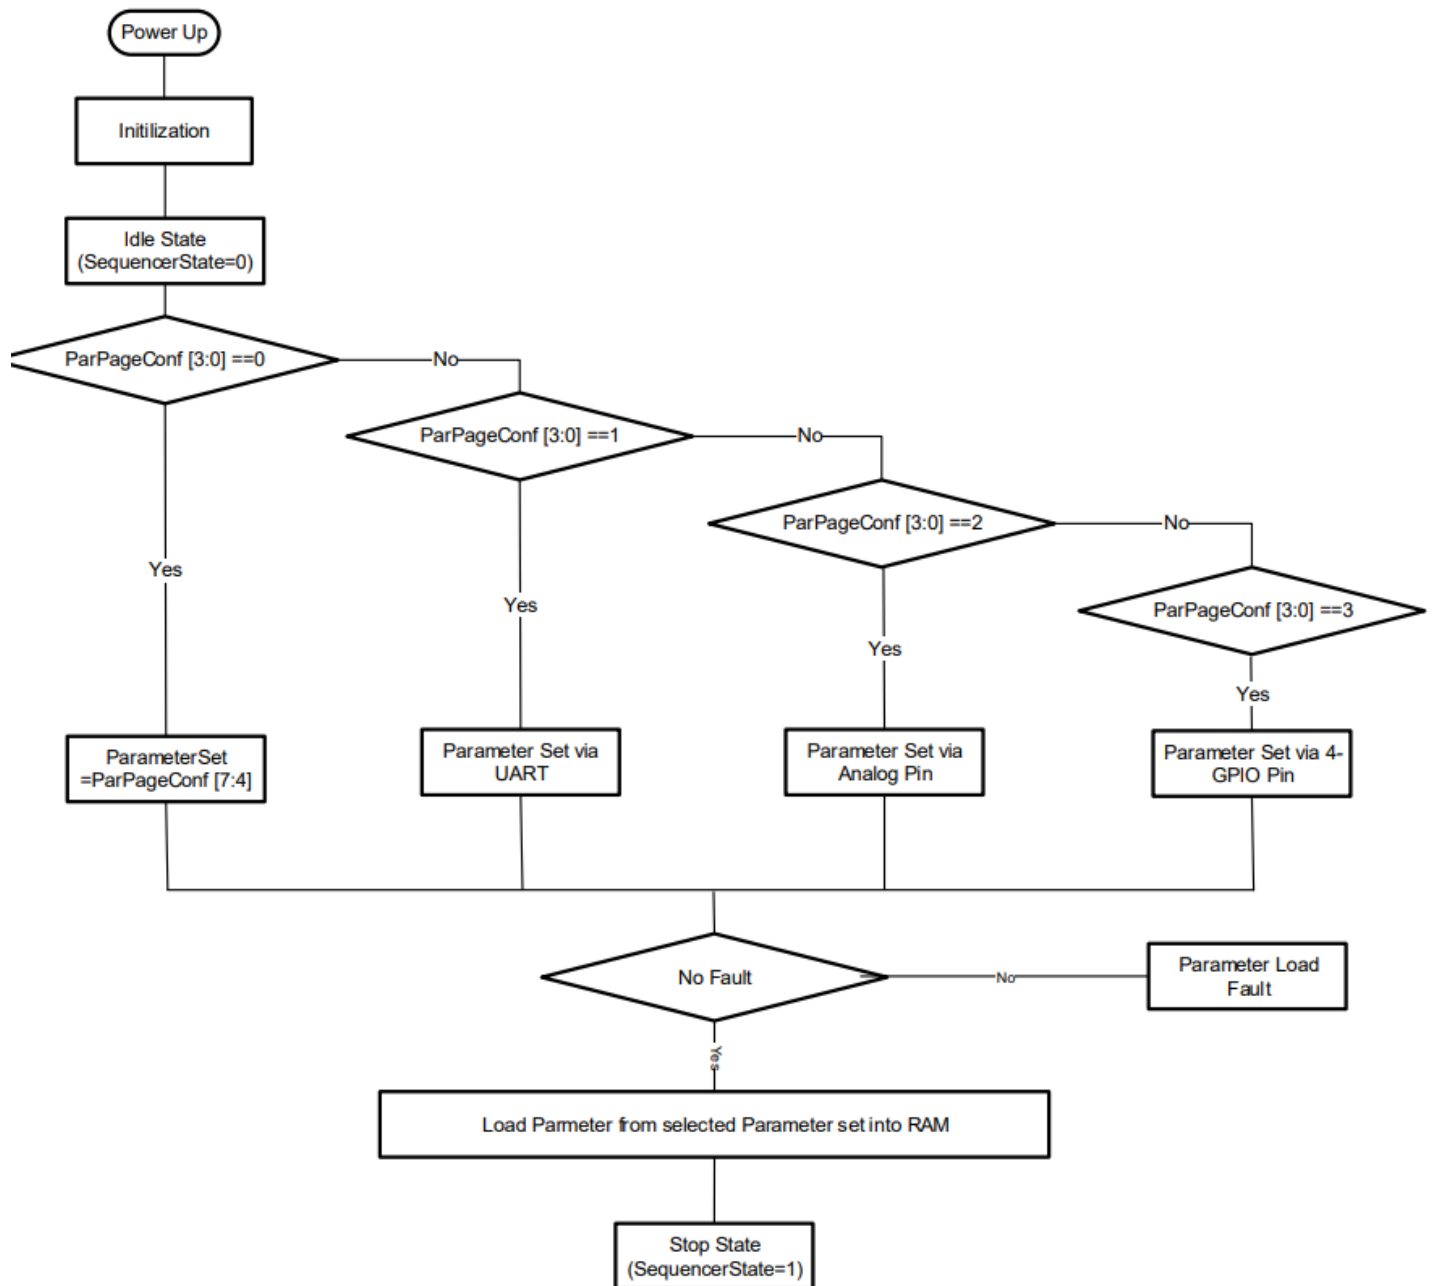 Power Up
Initilization
Idle State
(SequencerState=0)
ParPageConf [3:0] ==0
No
ParPageConf [3:0] ==1
No
ParPageConf [3:0] ==2
No
ParPageConf [3:0] ==3
Yes
Yes
Yes
Yes
ParameterSet
=ParPageConf [7:4]
Parameter Set via
UART
Parameter Set via
Analog Pin
Parameter Set via 4-
GPIO Pin
No Fault
No
Parameter Load
Fault
Yes
Load Parmeter from selected Parameter set into RAM
Stop State
(SequencerState=1)